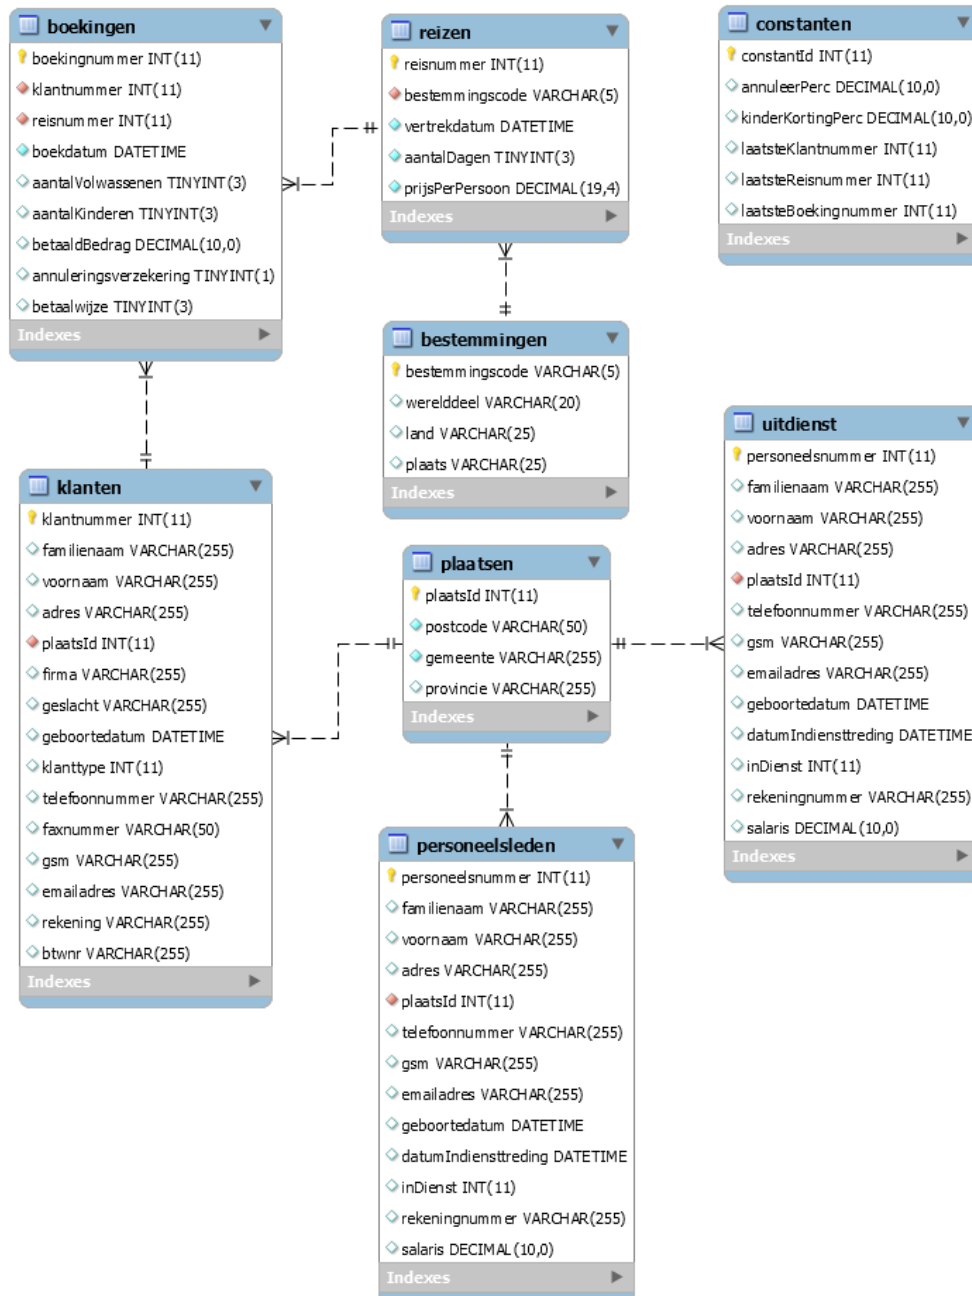 boekingen
boekingnummer INT(11)
klantnummer INT(11)
reisnummer INT(11)
boekdatum DATETIME
aantalVolwassenen TINYINT(3)
aantalKinderen TINYINT(3)
betaaldBedrag DECIMAL(10,0)
annuleringsverzekering TINYINT(1)
betaalwijze TINYINT(3)
Indexes
reizen
reisnummer INT(11)
bestemmingscode VARCHAR(5)
vertrekdatum DATETIME
aantalDagen TINYINT(3)
prijsPerPersoon DECIMAL(19,4)
Indexes
constanten
constantId INT(11)
annuleerPerc DECIMAL(10,0)
kinderKortingPerc DECIMAL(10,0)
laatsteKlantnummer INT(11)
laatsteReisnummer INT(11)
laatsteBoekingnummer INT(11)
Indexes
bestemmingen
bestemmingscode VARCHAR(5)
werelddeel VARCHAR(20)
land VARCHAR(25)
plaats VARCHAR(25)
Indexes
klanten
klantnummer INT(11)
familienaam VARCHAR(255)
voornaam VARCHAR(255)
adres VARCHAR(255)
plaatsId INT(11)
firma VARCHAR(255)
geslacht VARCHAR(255)
geboortedatum DATETIME
klanttype INT(11)
telefoonnummer VARCHAR(255)
faxnummer VARCHAR(50)
gsm VARCHAR(255)
emailadres VARCHAR(255)
rekening VARCHAR(255)
btwnr VARCHAR(255)
Indexes
plaatsen
plaatsId INT(11)
postcode VARCHAR(50)
gemeente VARCHAR(255)
provincie VARCHAR(255)
Indexes
uitdienst
personeelsnummer INT(11)
familienaam VARCHAR(255)
voornaam VARCHAR(255)
adres VARCHAR(255)
plaatsId INT(11)
telefoonnummer VARCHAR(255)
gsm VARCHAR(255)
emailadres VARCHAR(255)
geboortedatum DATETIME
datumIndiensttreding DATETIME
inDienst INT(11)
rekeningnummer VARCHAR(255)
salaris DECIMAL(10,0)
Indexes
personeelsleden
personeelsnummer INT(11)
familienaam VARCHAR(255)
voornaam VARCHAR(255)
adres VARCHAR(255)
plaatsId INT(11)
telefoonnummer VARCHAR(255)
gsm VARCHAR(255)
emailadres VARCHAR(255)
geboortedatum DATETIME
datumIndiensttreding DATETIME
inDienst INT(11)
rekeningnummer VARCHAR(255)
salaris DECIMAL(10,0)
Indexes